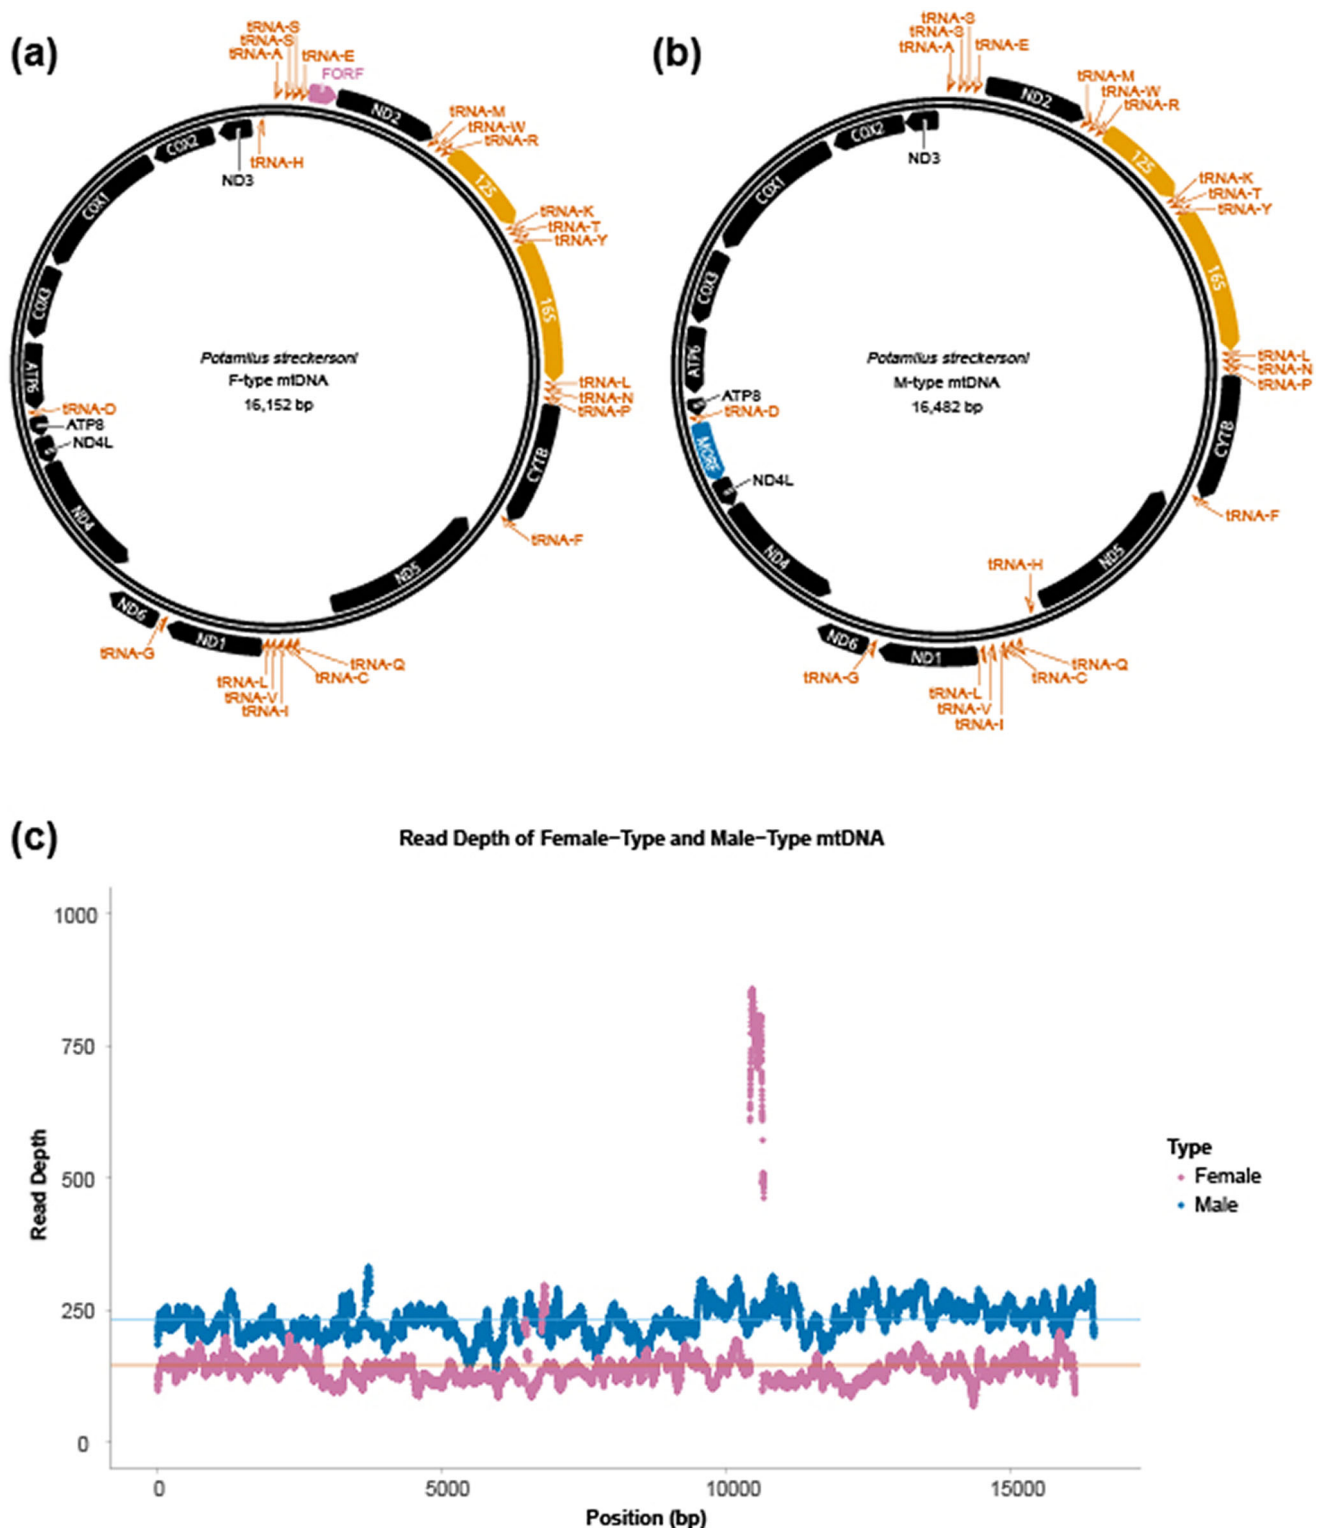 (a)
tRNA-S
tRNA-S
tRNA-A
tRNA-E
FORF
ND2
tRNA-M
tRNA-W
tRNA-R
12S
tRNA-K
tRNA-T
tRNA-Y
16S
tRNA-L
tRNA-N
tRNA-P
CYTB
tRNA-F
ND5
tRNA-Q
tRNA-C
tRNA-I
tRNA-V
tRNA-L
ND1
tRNA-G
ND6
ND4
ND4L
ATP8
tRNA-D
ATP6
COX3
COX1
COX2
ND3
tRNA-H
Potamilus streckersoni
F-type mtDNA
16,152 bp
(b)
tRNA-S
tRNA-S
tRNA-A
tRNA-E
ND2
tRNA-M
tRNA-W
tRNA-R
12S
tRNA-K
tRNA-T
tRNA-Y
16S
tRNA-L
tRNA-N
tRNA-P
CYTB
tRNA-F
ND5
tRNA-H
tRNA-Q
tRNA-C
tRNA-I
tRNA-V
tRNA-L
ND1
tRNA-G
ND6
ND4
ND4L
MORF
tRNA-D
ATP8
ATP6
COX3
COX1
COX2
ND3
Potamilus streckersoni
M-type mtDNA
16,482 bp
(c)
Read Depth of Female-Type and Male-Type mtDNA
1000
750
500
250
0
Read Depth
0
5000
10000
15000
Position (bp)
Type
Female
Male